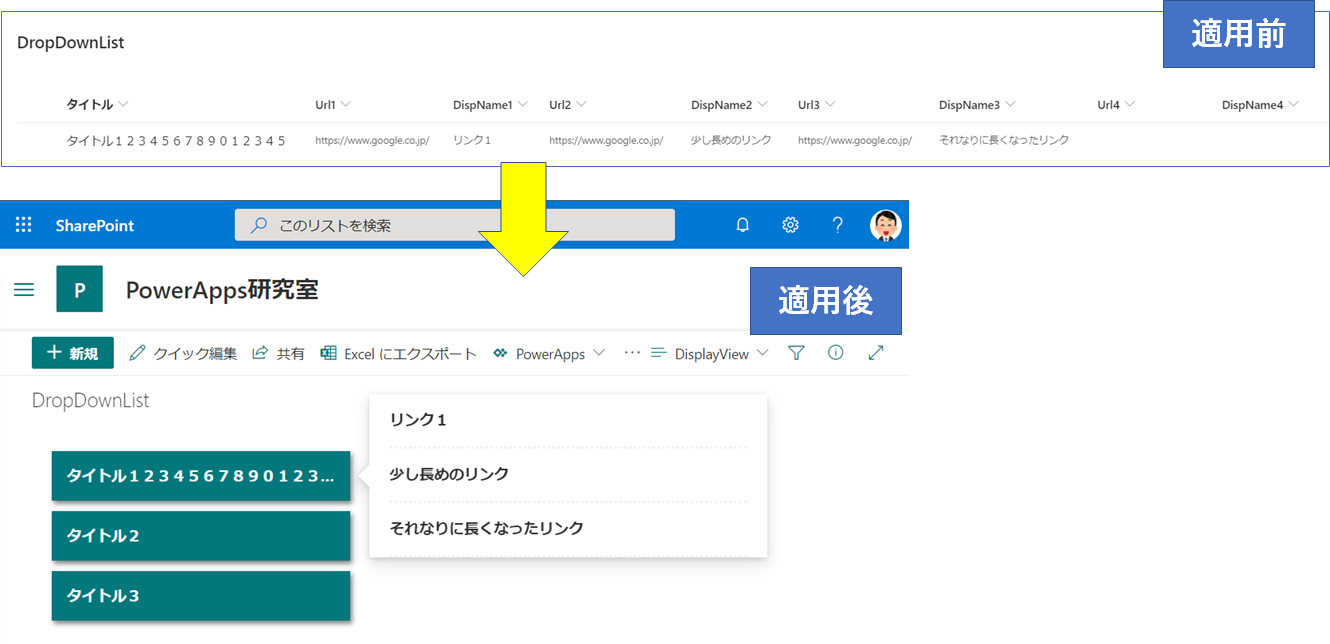 適用前
DropDownList
タイトル Url1 DispName1 Url2 DispName2 Url3 DispName3 Url4 DispName4
タイトル１２３４５６７８９０１２３４５ https://www.google.co.jp/ リンク１ https://www.google.co.jp/ 少し長めのリンク https://www.google.co.jp/ それなりに長くなったリンク
SharePoint このリストを検索 ?
P PowerApps研究室
適用後
+ 新規 クイック編集 共有 Excel にエクスポート PowerApps ··· DisplayView
DropDownList
リンク１
タイトル１２３４５６７８９０１２３... 少し長めのリンク
それなりに長くなったリンク
タイトル２
タイトル３